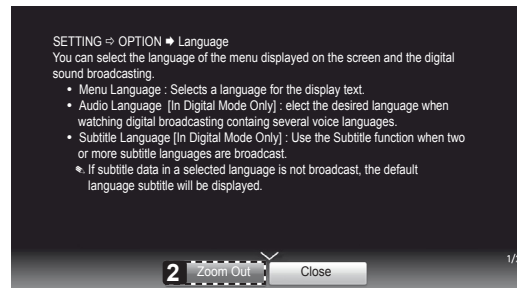 SETTING ⇨ OPTION ➡ Language
You can select the language of the menu displayed on the screen and the digital
sound broadcasting.
• Menu Language : Selects a language for the display text.
• Audio Language [In Digital Mode Only] : elect the desired language when
watching digital broadcasting containg several voice languages.
• Subtitle Language [In Digital Mode Only] : Use the Subtitle function when two
or more subtitle languages are broadcast.
✎ If subtitle data in a selected language is not broadcast, the default
language subtitle will be displayed.
1/
2 Zoom Out Close